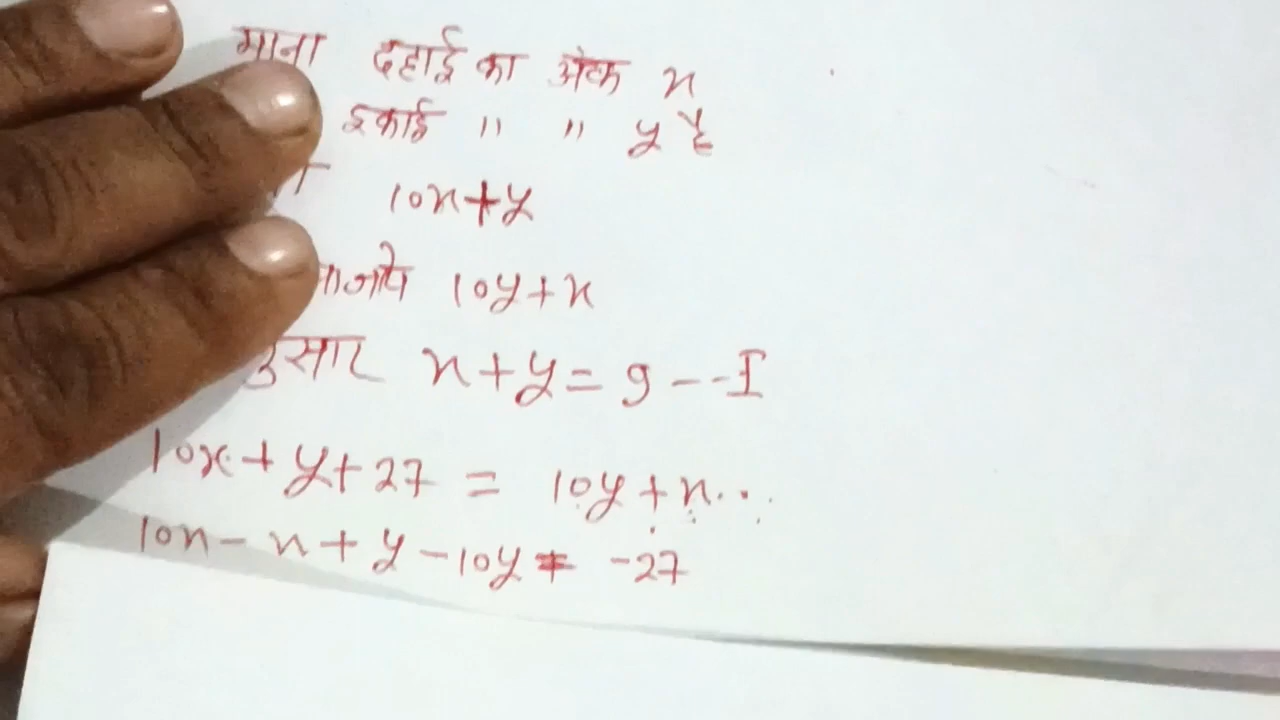 माना दहाई का अंक x
इकाई " " y है
10x+y
10y+x
x+y=9--I
10x+y+27 = 10y+x...
10x-x+y-10y = -27